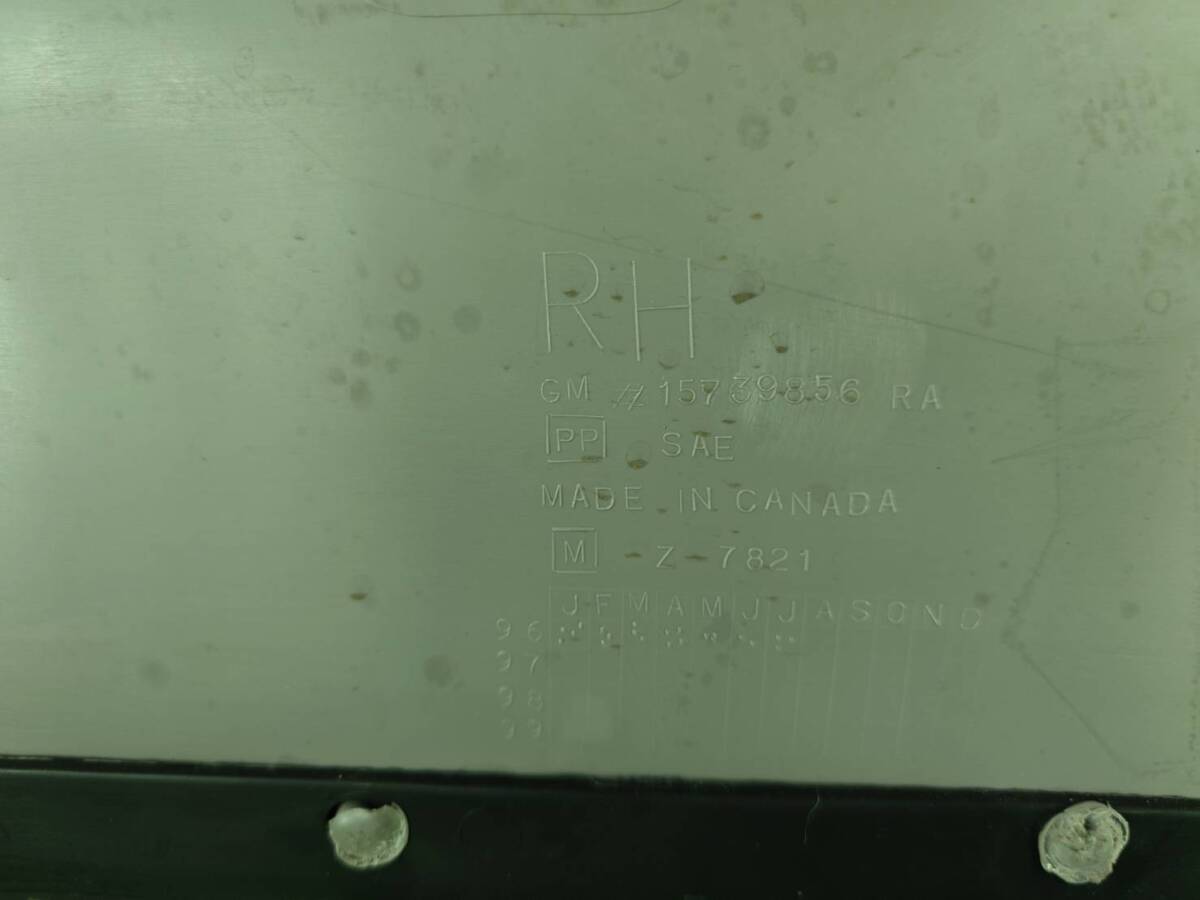 RH
GM #15739856 RA
PP SAE
MADE IN CANADA
M - Z - 7821
J F M A M J J A S O N D
96
97
98
99